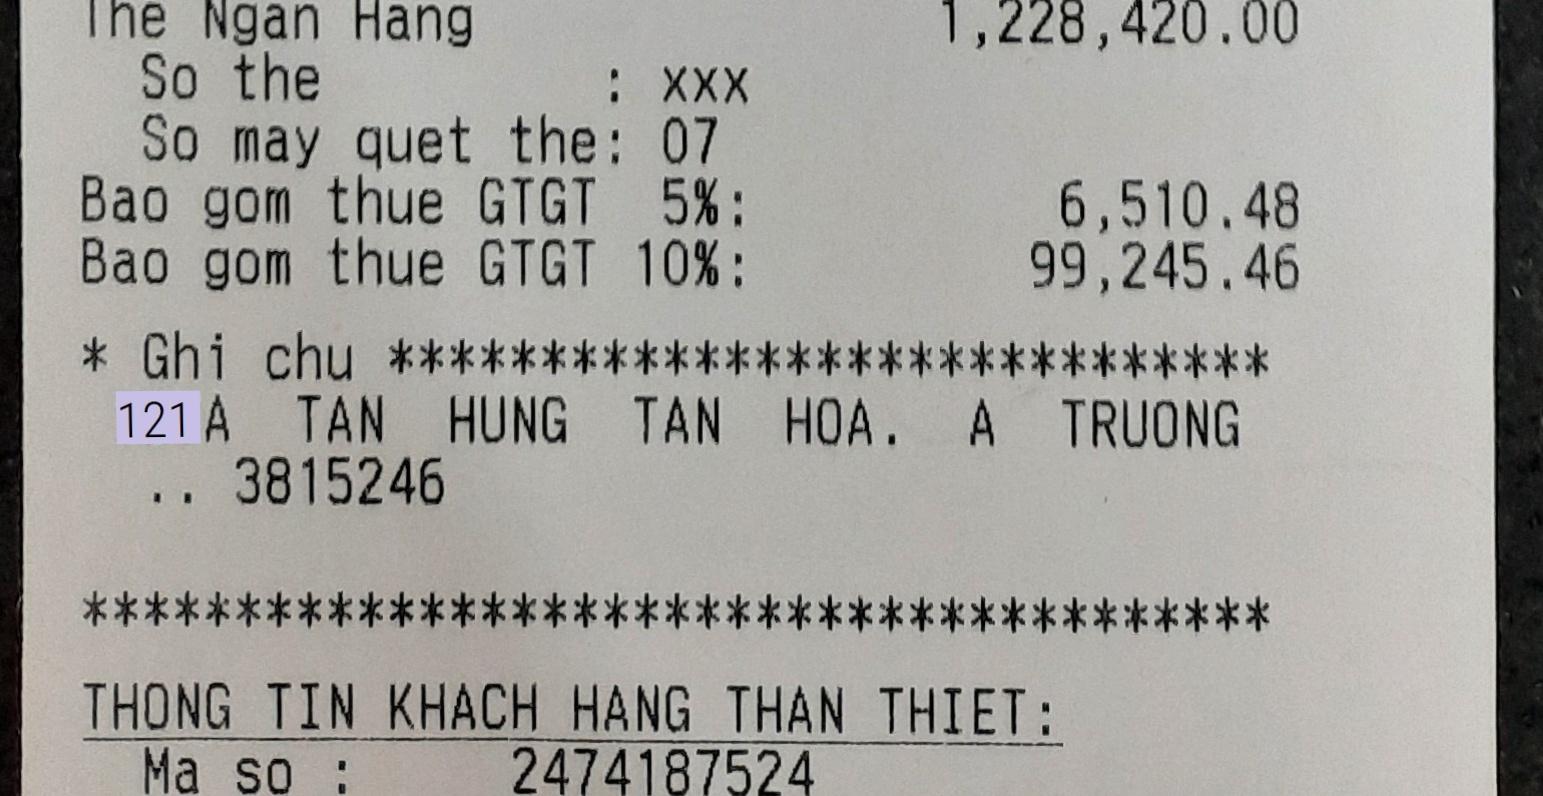 The Ngan Hang 1,228,420.00
So the : xxx
So may quet the: 07
Bao gom thue GTGT 5%: 6,510.48
Bao gom thue GTGT 10%: 99,245.46
* Ghi chu *****************************
121A TAN HUNG TAN HOA. A TRUONG
.. 3815246
***************************************
THONG TIN KHACH HANG THAN THIET:
Ma so : 2474187524